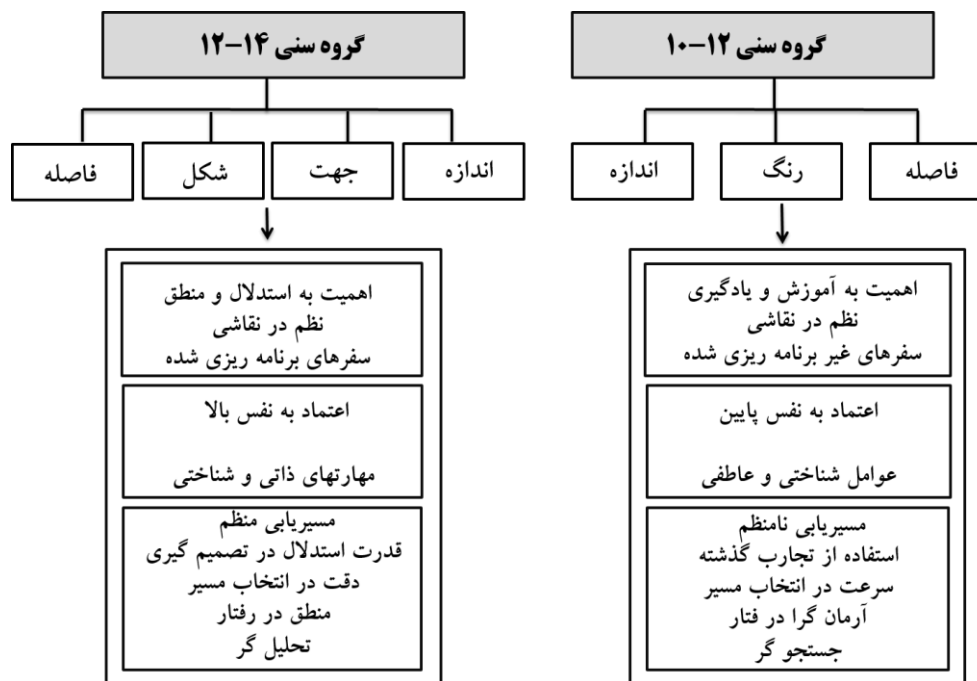 گروه سنی ۱۲-۱۰
فاصله
رنگ
اندازه
اهمیت به آموزش و یادگیری
نظم در نقاشی
سفرهای غیر برنامه ریزی شده
اعتماد به نفس پایین
عوامل شناختی و عاطفی
مسیریابی نامنظم
استفاده از تجارب گذشته
سرعت در انتخاب مسیر
آرمان گرا در فتار
جستجو گر
گروه سنی ۱۴-۱۲
اندازه
جهت
شکل
فاصله
اهمیت به استدلال و منطق
نظم در نقاشی
سفرهای برنامه ریزی شده
اعتماد به نفس بالا
مهارتهای ذاتی و شناختی
مسیریابی منظم
قدرت استدلال در تصمیم گیری
دقت در انتخاب مسیر
منطق در رفتار
تحلیل گر